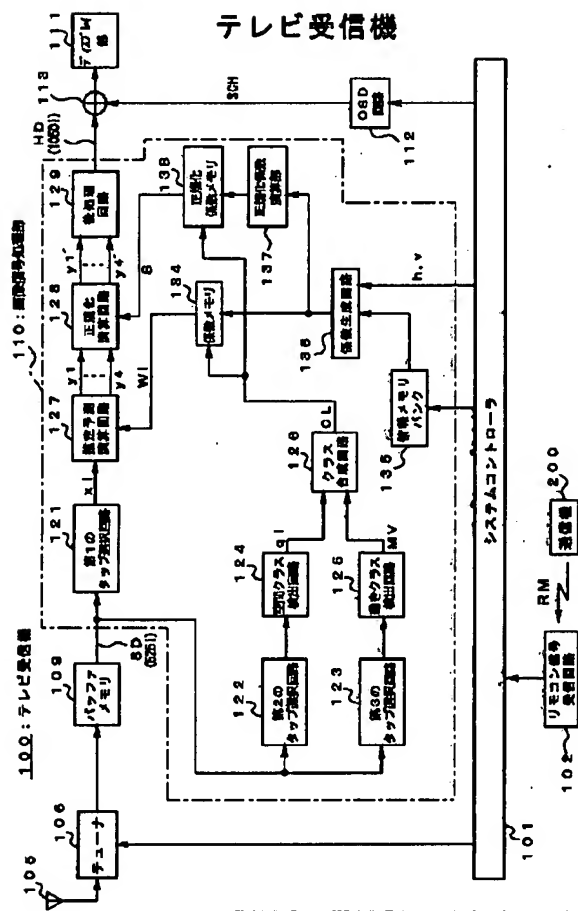 テレビ受信機
100:テレビ受信機
110:画像信号処理部
105
106
チューナ
109
バッファ
メモリ
SD
(525i)
121
第1の
タップ選択回路
xi
127
推定予測
演算回路
y1
y4
128
正規化
演算回路
y1'
y4'
129
後処理
回路
HD
(1050i)
113
111
ディスプレイ
部
SCH
OSD
回路
112
122
第2の
タップ選択回路
124
空間クラス
検出回路
qi
123
第3の
タップ選択回路
125
動きクラス
検出回路
MV
126
クラス
合成回路
CL
Wi
134
係数メモリ
S
138
正規化
係数メモリ
137
正規化係数
演算部
136
係数生成回路
h,v
135
情報メモリ
バンク
101
システムコントローラ
102
リモコン信号
受信回路
RM
200
送信機